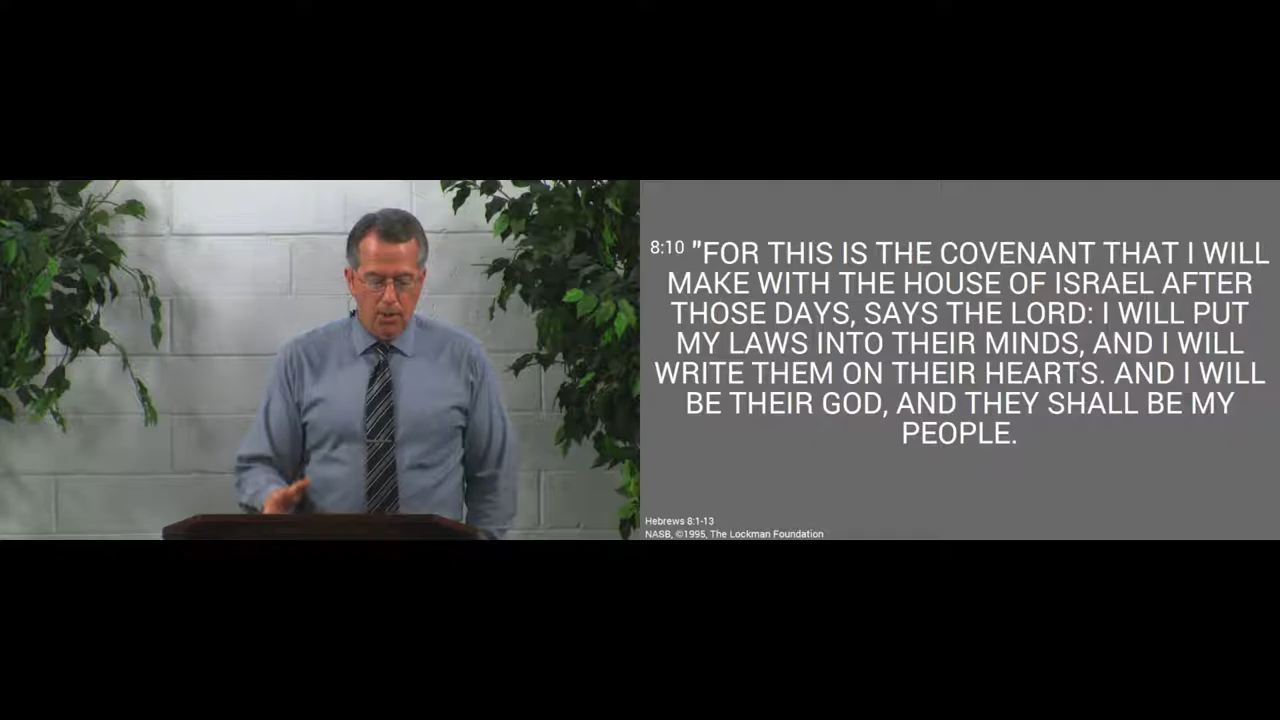 8:10 "FOR THIS IS THE COVENANT THAT I WILL
MAKE WITH THE HOUSE OF ISRAEL AFTER
THOSE DAYS, SAYS THE LORD: I WILL PUT
MY LAWS INTO THEIR MINDS, AND I WILL
WRITE THEM ON THEIR HEARTS. AND I WILL
BE THEIR GOD, AND THEY SHALL BE MY
PEOPLE.
Hebrews 8:1-13
NASB, ©1995, The Lockman Foundation